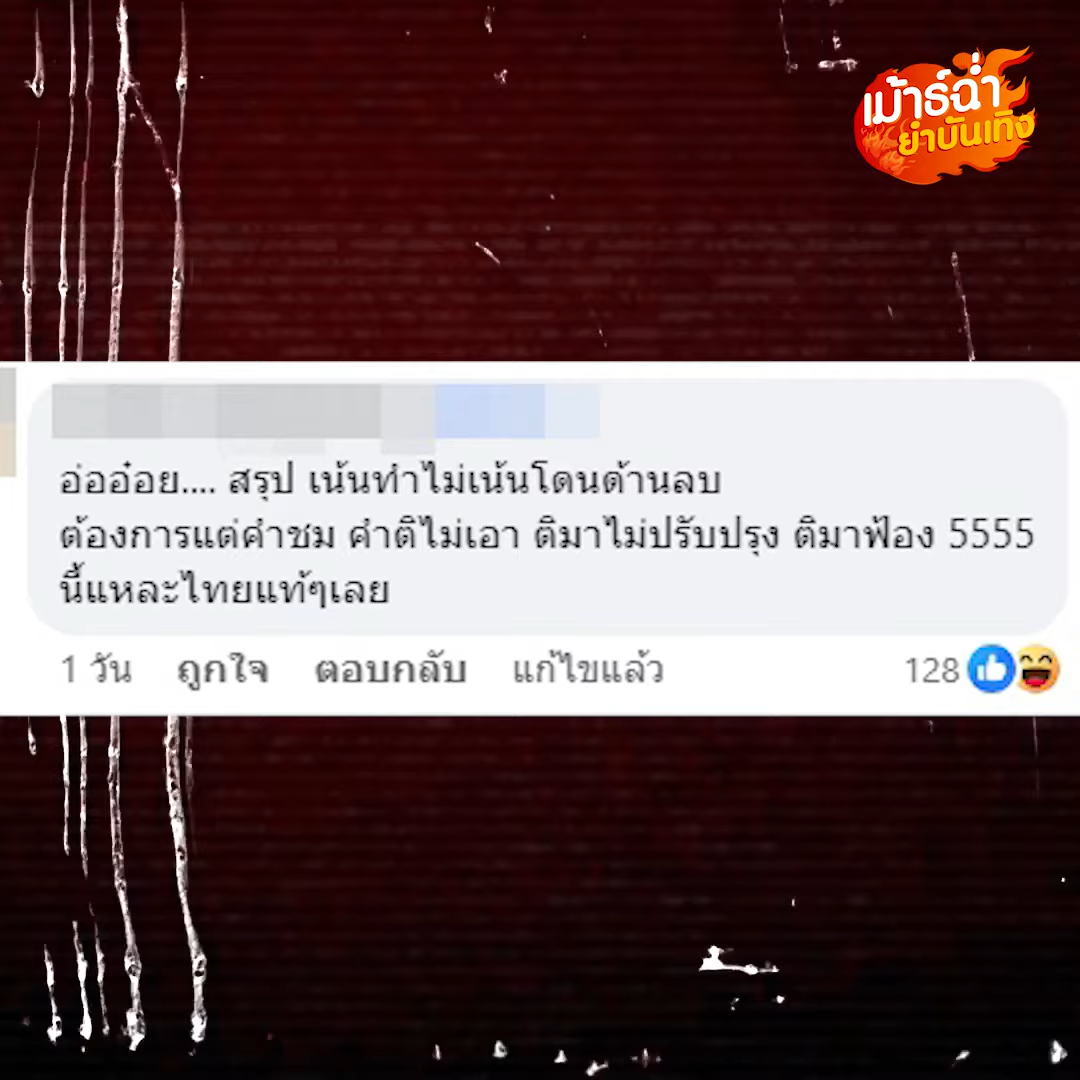 เม้าธ์ฉ่ำ
ยำบันเทิง
อ่ออ๋อย.... สรุป เน้นทำไม่เน้นโดนด้านลบ
ต้องการแต่คำชม คำติไม่เอา ติมาไม่ปรับปรุง ติมาฟ้อง 5555
นี้แหละไทยแท้ๆเลย
1 วัน ถูกใจ ตอบกลับ แก้ไขแล้ว 128